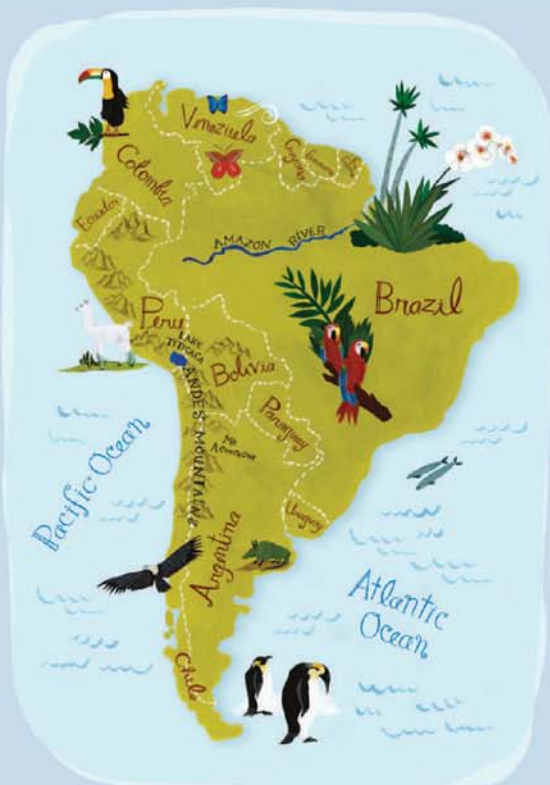 Venezuela
Colombia
Guyana
Ecuador
AMAZON RIVER
Brazil
Peru
LAKE
TITICACA
Bolivia
ANDES MOUNTAINS
Paraguay
Mt
Pacific Ocean
Uruguay
Argentina
Atlantic
Ocean
Chile